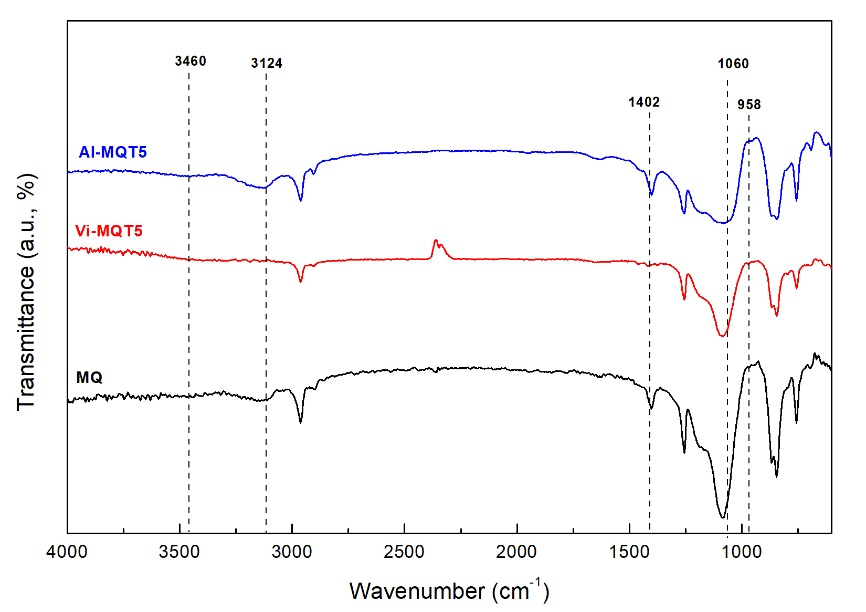 3460
3124
1060
958
1402
Al-MQT5
Vi-MQT5
MQ
Transmittance (a.u., %)
4000 3500 3000 2500 2000 1500 1000
Wavenumber (cm⁻¹)